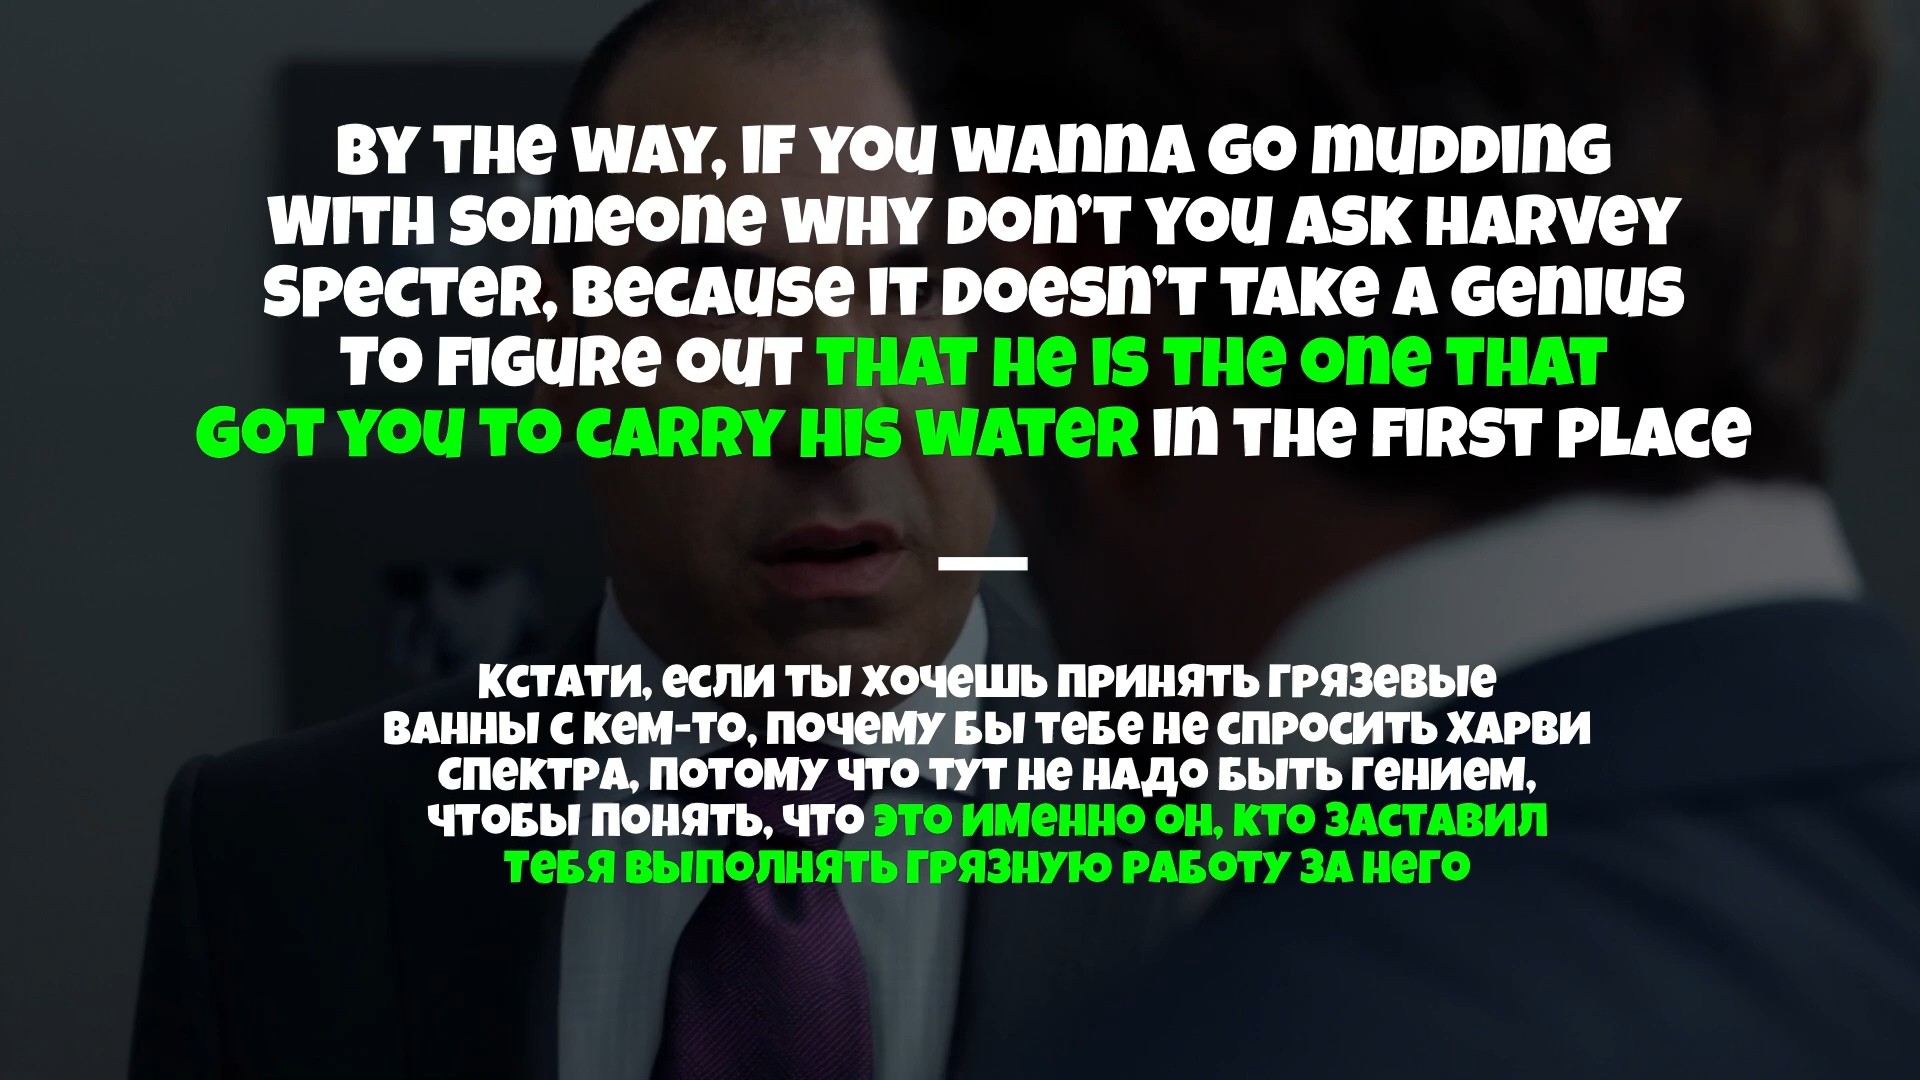 BY THE WAY, IF YOU WANNA GO MUDDING
WITH SOMEONE WHY DON'T YOU ASK HARVEY
SPECTER, BECAUSE IT DOESN'T TAKE A GENIUS
TO FIGURE OUT THAT HE IS THE ONE THAT
GOT YOU TO CARRY HIS WATER IN THE FIRST PLACE
—
КСТАТИ, ЕСЛИ ТЫ ХОЧЕШЬ ПРИНЯТЬ ГРЯЗЕВЫЕ
ВАННЫ С КЕМ-ТО, ПОЧЕМУ БЫ ТЕБЕ НЕ СПРОСИТЬ ХАРВИ
СПЕКТРА, ПОТОМУ ЧТО ТУТ НЕ НАДО БЫТЬ ГЕНИЕМ,
ЧТОБЫ ПОНЯТЬ, ЧТО ЭТО ИМЕННО ОН, КТО ЗАСТАВИЛ
ТЕБЯ ВЫПОЛНЯТЬ ГРЯЗНУЮ РАБОТУ ЗА НЕГО